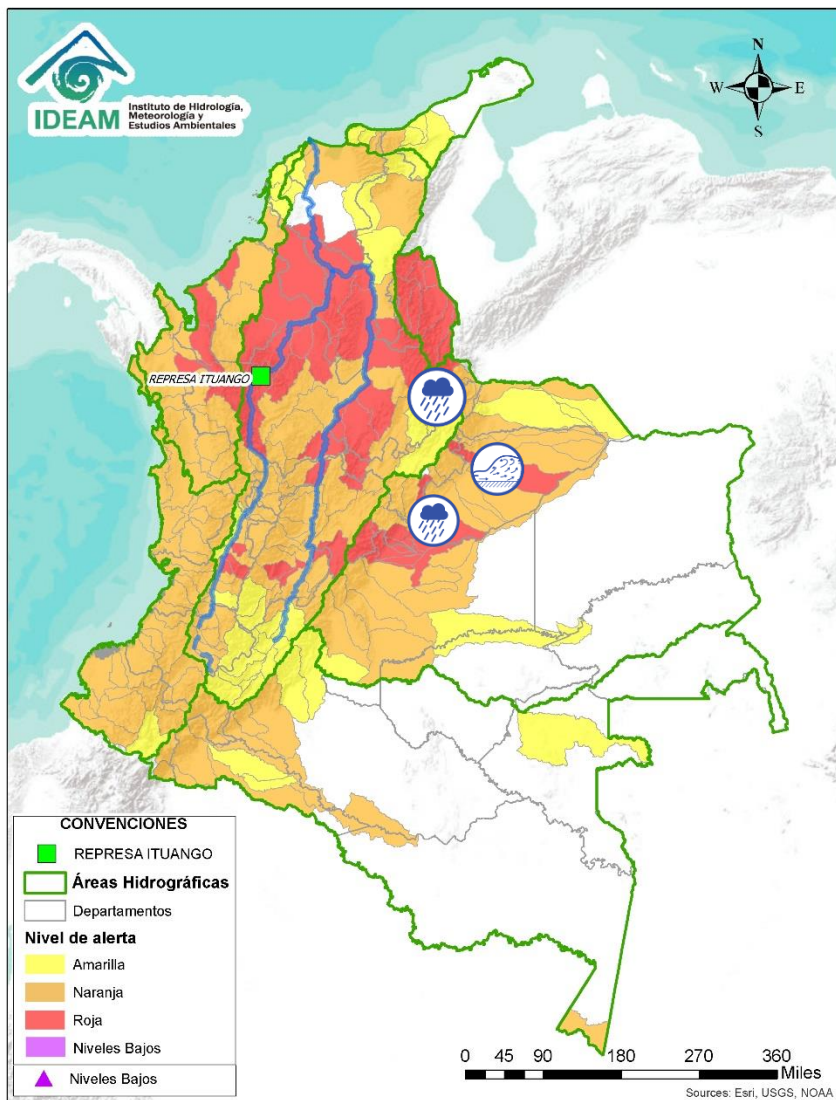 IDEAM
Instituto de Hidrología,
Meteorología y
Estudios Ambientales
N
W
E
S
REPRESA ITUANGO
CONVENCIONES
REPRESA ITUANGO
Áreas Hidrográficas
Departamentos
Nivel de alerta
Amarilla
Naranja
Roja
Niveles Bajos
Niveles Bajos
0 45 90 180 270 360
Miles
Sources: Esri, USGS, NOAA